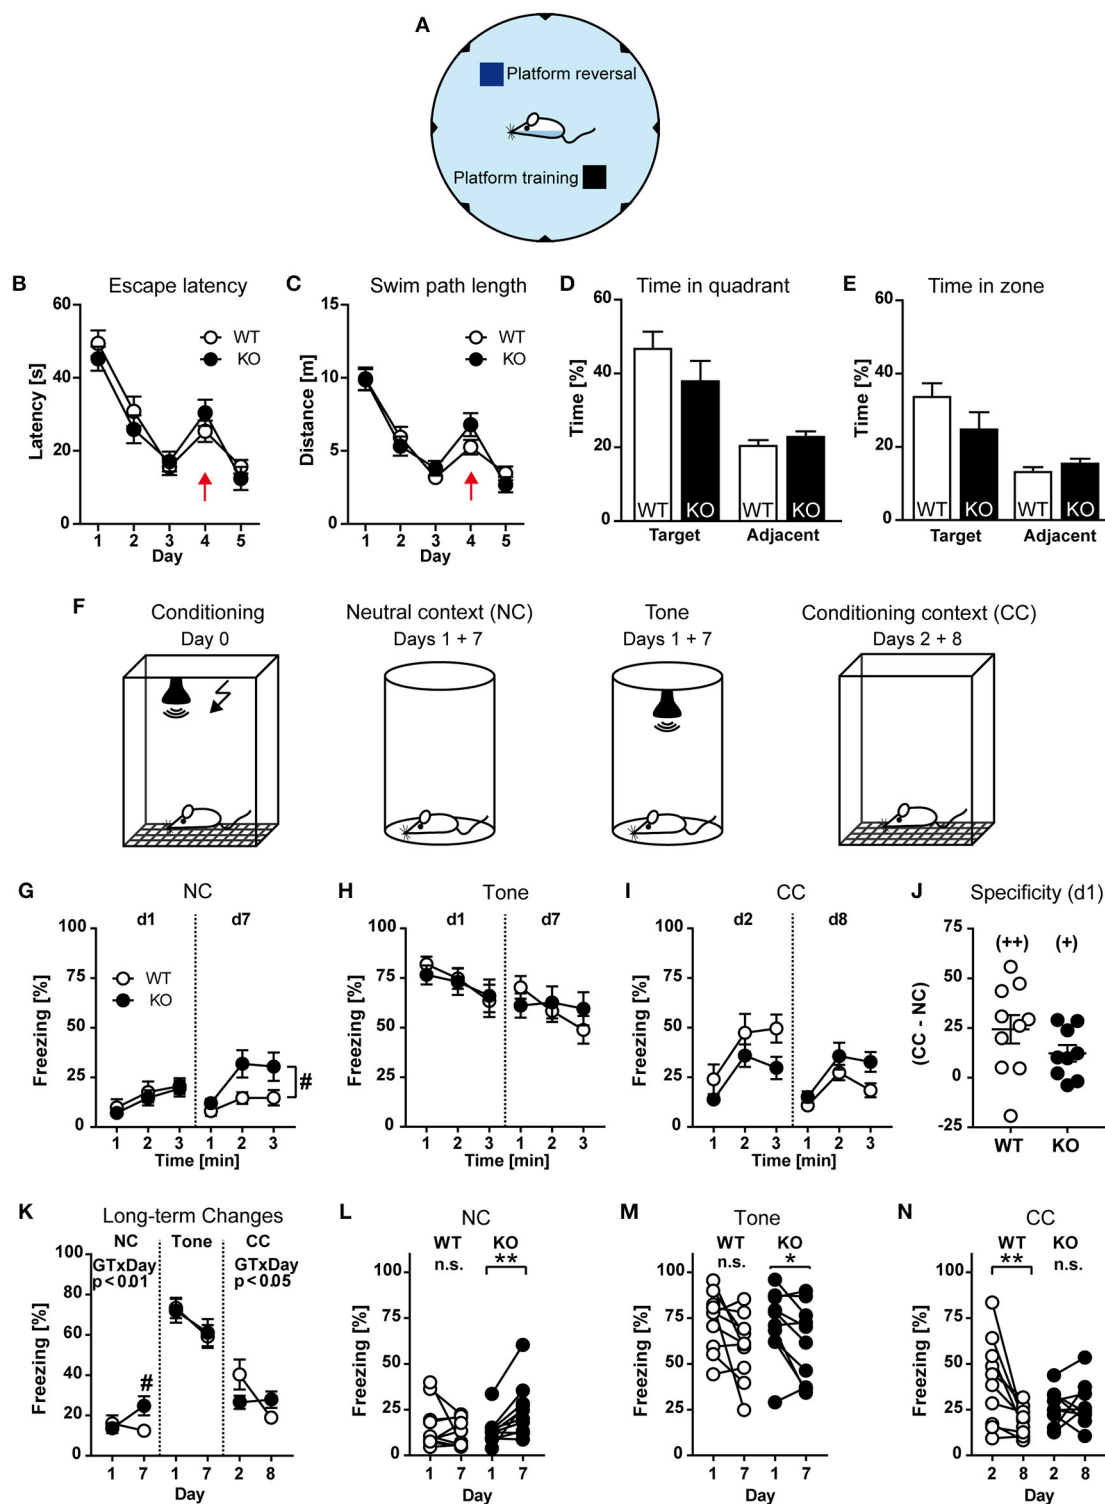 A
Platform reversal
Platform training
B Escape latency
60
40
20
0
Latency [s]
WT
KO
1 2 3 4 5
Day
C Swim path length
15
10
5
0
Distance [m]
WT
KO
1 2 3 4 5
Day
D Time in quadrant
60
40
20
0
Time [%]
WT KO WT KO
Target Adjacent
E Time in zone
60
40
20
0
Time [%]
WT KO WT KO
Target Adjacent
F
Conditioning
Day 0
Neutral context (NC)
Days 1 + 7
Tone
Days 1 + 7
Conditioning context (CC)
Days 2 + 8
G NC
d1 d7
100
75
50
25
0
Freezing [%]
WT
KO
#
1 2 3 1 2 3
Time [min]
H Tone
d1 d7
100
75
50
25
0
Freezing [%]
1 2 3 1 2 3
Time [min]
I CC
d2 d8
100
75
50
25
0
Freezing [%]
1 2 3 1 2 3
Time [min]
J Specificity (d1)
75
50
25
0
-25
(CC - NC)
(++) (+)
WT KO
K Long-term Changes
NC Tone CC
GTxDay GTxDay
p<0.01 p<0.05
100
80
60
40
20
0
Freezing [%]
#
1 7 1 7 2 8
Day
L NC
WT KO
n.s. **
100
75
50
25
0
Freezing [%]
1 7 1 7
Day
M Tone
WT KO
n.s. *
100
75
50
25
0
Freezing [%]
1 7 1 7
Day
N CC
WT KO
** n.s.
100
75
50
25
0
Freezing [%]
2 8 2 8
Day